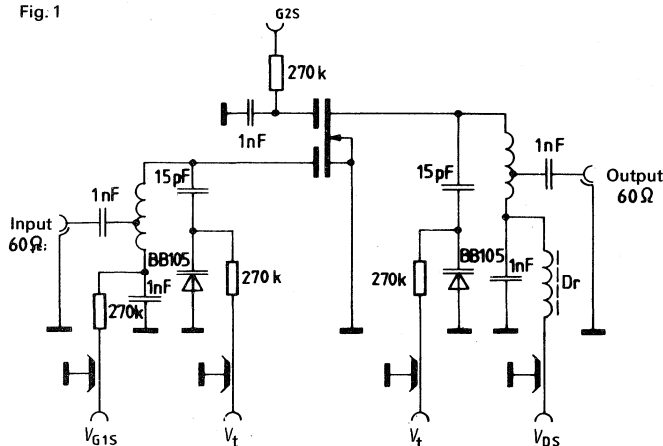 Fig. 1
G2S
270 k
1nF
15pF
1nF
Input
60Ω
BB105
1nF
270k
270 k
15pF
1nF
Output
60Ω
270k
BB105
1nF
Dr
VG1S
Vt
Vt
VDS